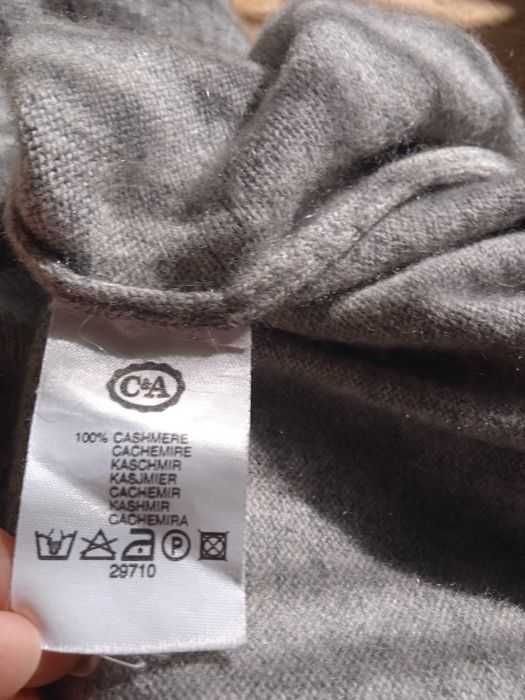 C&A
100% CASHMERE
CACHEMIRE
KASCHMIR
KASJMIER
CACHEMIR
KASHMIR
CACHEMIRA
P
29710